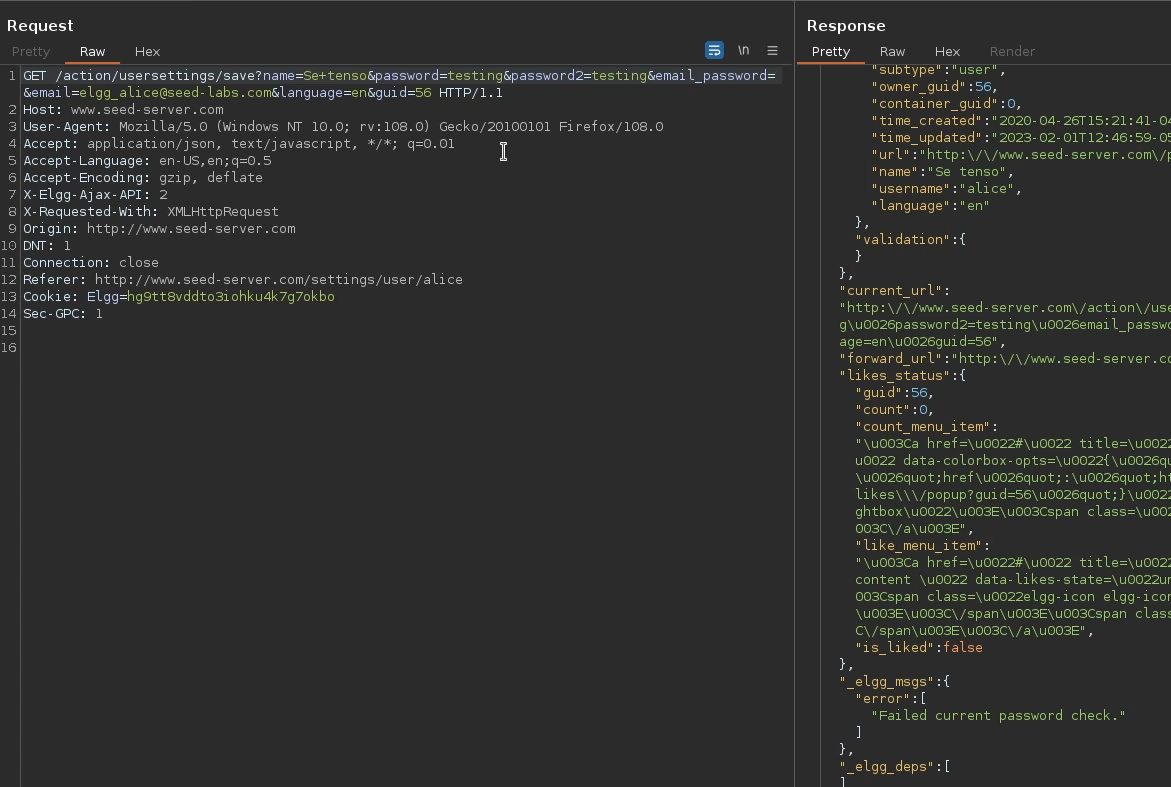 Request
Pretty Raw Hex
\n
1 GET /action/usersettings/save?name=Se+tenso&password=testing&password2=testing&email_password=
&email=elgg_alice@seed-labs.com&language=en&guid=56 HTTP/1.1
2 Host: www.seed-server.com
3 User-Agent: Mozilla/5.0 (Windows NT 10.0; rv:108.0) Gecko/20100101 Firefox/108.0
4 Accept: application/json, text/javascript, */*; q=0.01
5 Accept-Language: en-US,en;q=0.5
6 Accept-Encoding: gzip, deflate
7 X-Elgg-Ajax-API: 2
8 X-Requested-With: XMLHttpRequest
9 Origin: http://www.seed-server.com
10 DNT: 1
11 Connection: close
12 Referer: http://www.seed-server.com/settings/user/alice
13 Cookie: Elgg=hg9tt8vddto3iohku4k7g7okbo
14 Sec-GPC: 1
15
16
Response
Pretty Raw Hex Render
"subtype":"user",
"owner_guid":56,
"container_guid":0,
"time_created":"2020-04-26T15:21:41-04
"time_updated":"2023-02-01T12:46:59-05
"url":"http:\/\/www.seed-server.com\/p
"name":"Se tenso",
"username":"alice",
"language":"en"
},
"validation":{
}
},
"current_url":
"http:\/\/www.seed-server.com\/action\/use
g\u0026password2=testing\u0026email_passwo
age=en\u0026guid=56",
"forward_url":"http:\/\/www.seed-server.co
"likes_status":{
"guid":56,
"count":0,
"count_menu_item":
"\u003Ca href=\u0022#\u0022 title=\u0022
u0022 data-colorbox-opts=\u0022{\u0026qu
\u0026quot;href\u0026quot;:\u0026quot;ht
likes\\\/popup?guid=56\u0026quot;}\u0022
ghtbox\u0022\u003E\u003Cspan class=\u002
003C\/a\u003E",
"like_menu_item":
"\u003Ca href=\u0022#\u0022 title=\u0022
content \u0022 data-likes-state=\u0022un
003Cspan class=\u0022elgg-icon elgg-icon
\u003E\u003C\/span\u003E\u003Cspan class
C\/span\u003E\u003C\/a\u003E",
"is_liked":false
},
"_elgg_msgs":{
"error":[
"Failed current password check."
]
},
"_elgg_deps":[
]